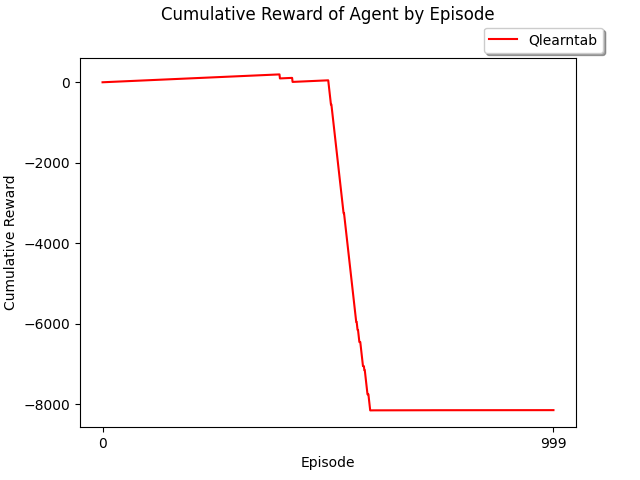 Cumulative Reward of Agent by Episode
Qlearntab
0
−2000
−4000
−6000
−8000
Cumulative Reward
0
999
Episode